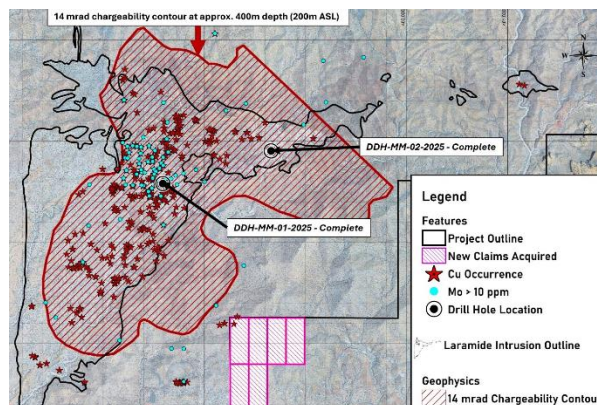 14 mrad chargeability contour at approx. 400m depth (200m ASL)
N
W
E
S
DDH-MM-02-2025 - Complete
DDH-MM-01-2025 - Complete
Legend
Features
Project Outline
New Claims Acquired
Cu Occurrence
Mo > 10 ppm
Drill Hole Location
Laramide Intrusion Outline
Geophysics
14 mrad Chargeability Contou